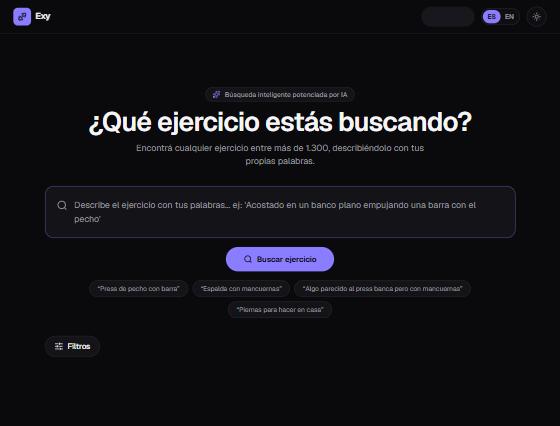 Exy
ES EN
Búsqueda inteligente potenciada por IA
¿Qué ejercicio estás buscando?
Encontrá cualquier ejercicio entre más de 1.300, describiéndolo con tus
propias palabras.
Describe el ejercicio con tus palabras... ej: 'Acostado en un banco plano empujando una barra con el
pecho'
Buscar ejercicio
"Press de pecho con barra" "Espalda con mancuernas" "Algo parecido al press banca pero con mancuernas"
"Piernas para hacer en casa"
Filtros